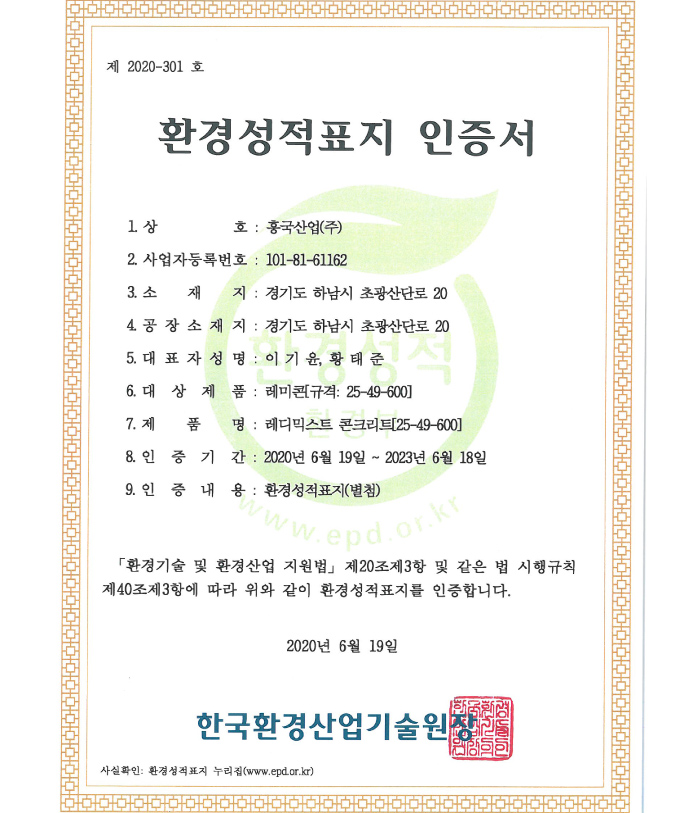 제 2020-301 호
환경성적표지 인증서
1. 상 호 : 흥국산업(주)
2. 사업자등록번호 : 101-81-61162
3. 소 재 지 : 경기도 하남시 초광산단로 20
4. 공 장 소 재 지 : 경기도 하남시 초광산단로 20
5. 대 표 자 성 명 : 이 기 윤, 황 태 준
6. 대 상 제 품 : 레미콘[규격: 25-49-600]
7. 제 품 명 : 레디믹스트 콘크리트[25-49-600]
8. 인 증 기 간 : 2020년 6월 19일 ~ 2023년 6월 18일
9. 인 증 내 용 : 환경성적표지(별첨)
환경성적
환경부
www.epd.or.kr
「환경기술 및 환경산업 지원법」 제20조제3항 및 같은 법 시행규칙
제40조제3항에 따라 위와 같이 환경성적표지를 인증합니다.
2020년 6월 19일
한국환경산업기술원장
사실확인: 환경성적표지 누리집(www.epd.or.kr)